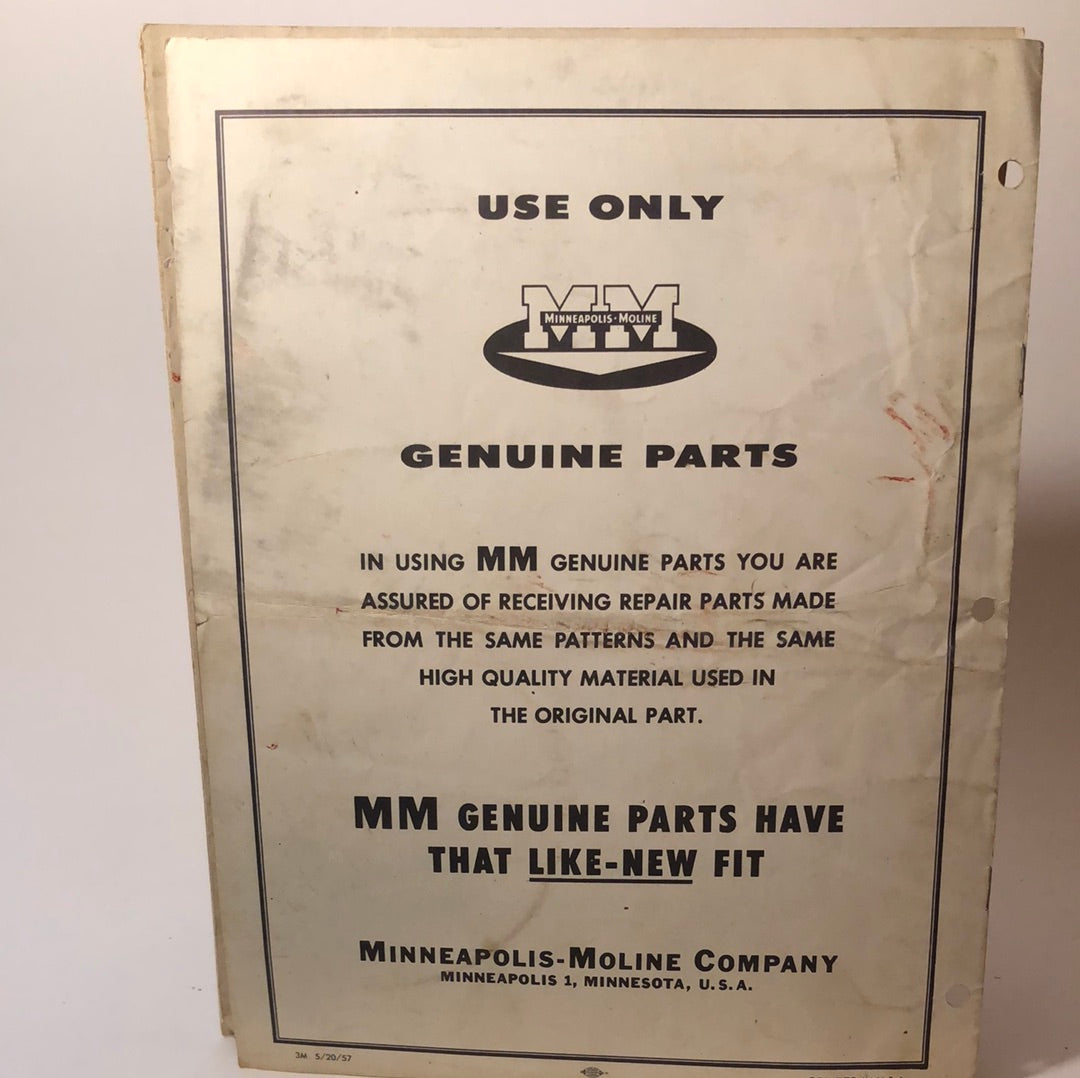 USE ONLY
MM
MINNEAPOLIS-MOLINE
GENUINE PARTS
IN USING MM GENUINE PARTS YOU ARE
ASSURED OF RECEIVING REPAIR PARTS MADE
FROM THE SAME PATTERNS AND THE SAME
HIGH QUALITY MATERIAL USED IN
THE ORIGINAL PART.
MM GENUINE PARTS HAVE
THAT LIKE-NEW FIT
MINNEAPOLIS-MOLINE COMPANY
MINNEAPOLIS 1, MINNESOTA, U.S.A.
3M 5/20/57